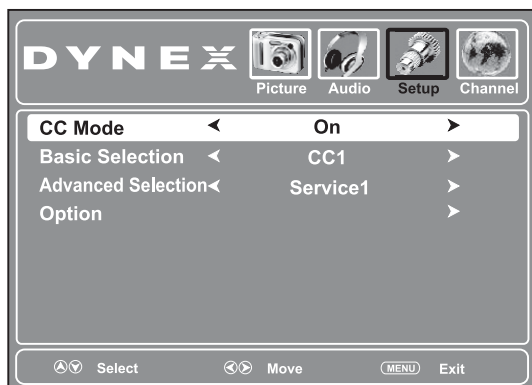 DYNEX
Picture Audio Setup Channel
CC Mode On
Basic Selection CC1
Advanced Selection Service1
Option
Select Move MENU Exit